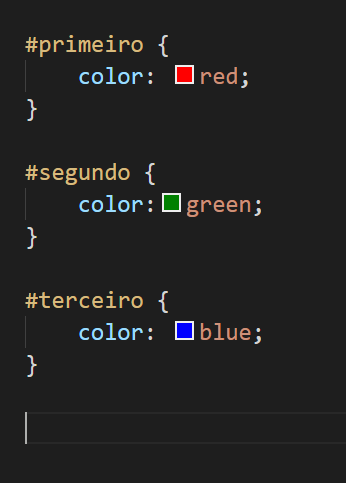 #primeiro {
    color: red;
}
#segundo {
    color:green;
}
#terceiro {
    color: blue;
}